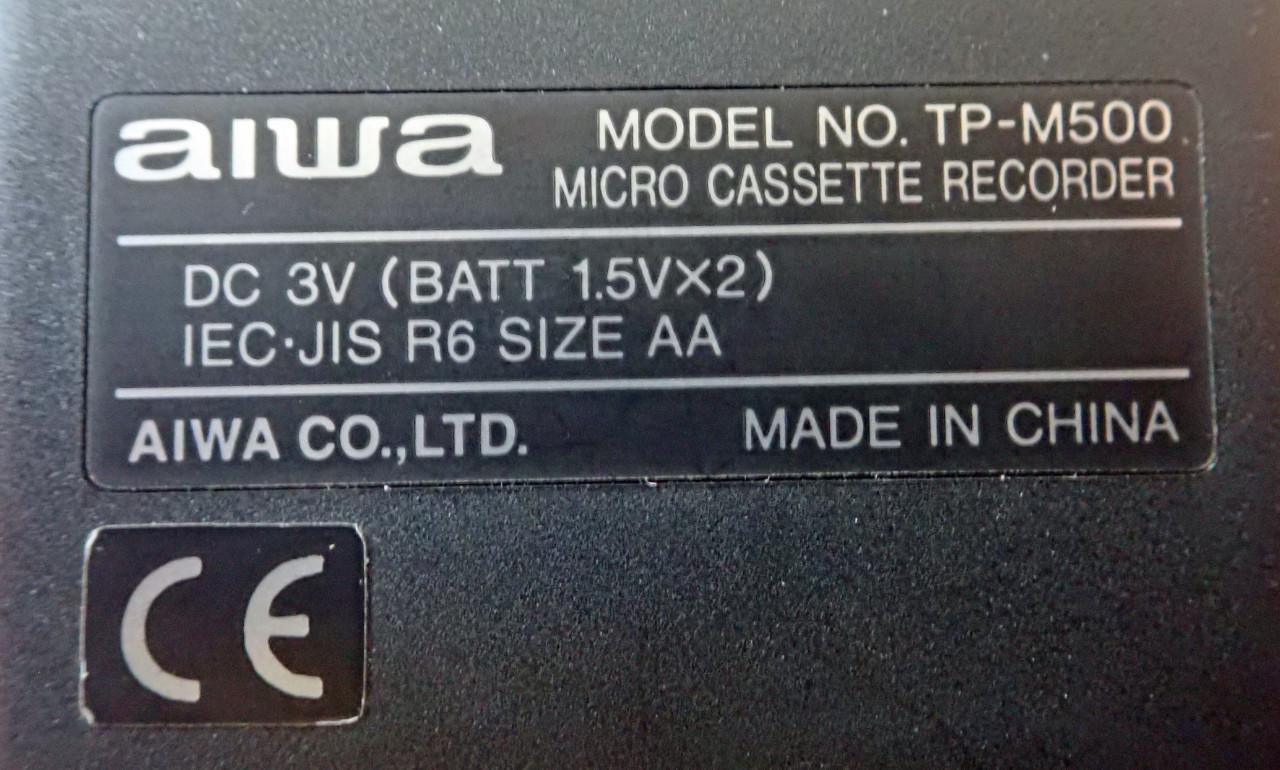 aiwa
MODEL NO. TP-M500
MICRO CASSETTE RECORDER
DC 3V (BATT 1.5V×2)
IEC·JIS R6 SIZE AA
AIWA CO.,LTD.
MADE IN CHINA
CE